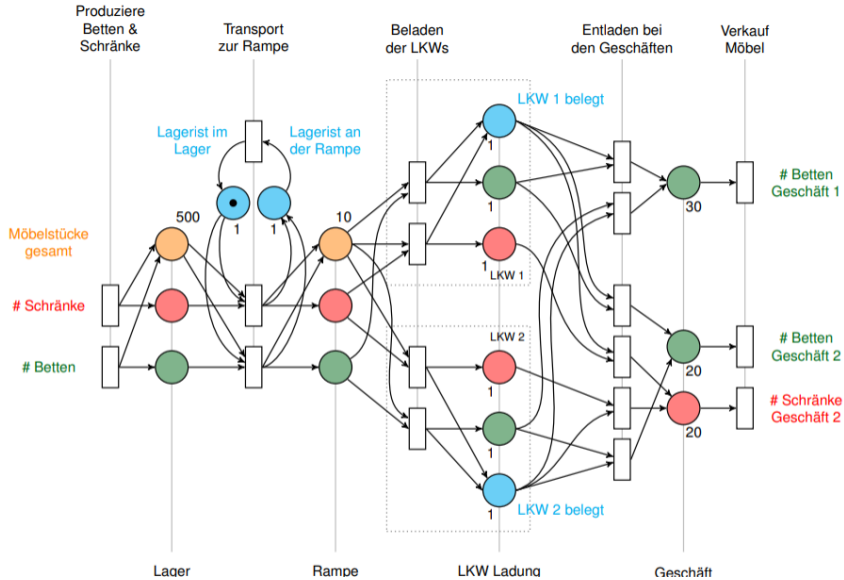 Produziere
Betten &
Schränke
Transport
zur Rampe
Beladen
der LKWs
Entladen bei
den Geschäften
Verkauf
Möbel
LKW 1 belegt
Lagerist im
Lager
Lagerist an
der Rampe
1
1
1
# Betten
Geschäft 1
1
30
500
10
Möbelstücke
gesamt
1
LKW 1
# Schränke
LKW 2
# Betten
Geschäft 2
# Betten
20
1
# Schränke
Geschäft 2
20
1
1
LKW 2 belegt
Lager
Rampe
LKW Ladung
Geschäft